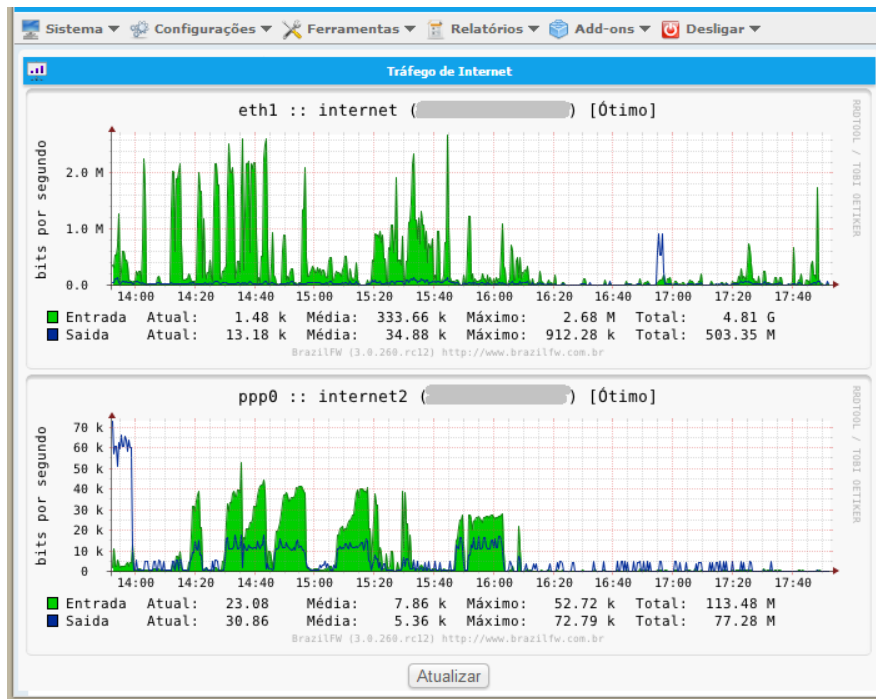 Sistema Configurações Ferramentas Relatórios Add-ons Desligar
Tráfego de Internet
eth1 :: internet ( ) [Ótimo]
RRDTOOL / TOBI OETIKER
bits por segundo
2.0 M
1.0 M
0.0
14:00 14:20 14:40 15:00 15:20 15:40 16:00 16:20 16:40 17:00 17:20 17:40
Entrada Atual: 1.48 k Média: 333.66 k Máximo: 2.68 M Total: 4.81 G
Saida Atual: 13.18 k Média: 34.88 k Máximo: 912.28 k Total: 503.35 M
BrazilFW (3.0.260.rc12) http://www.brazilfw.com.br
ppp0 :: internet2 ( ) [Ótimo]
RRDTOOL / TOBI OETIKER
bits por segundo
70 k
60 k
50 k
40 k
30 k
20 k
10 k
0
14:00 14:20 14:40 15:00 15:20 15:40 16:00 16:20 16:40 17:00 17:20 17:40
Entrada Atual: 23.08 Média: 7.86 k Máximo: 52.72 k Total: 113.48 M
Saida Atual: 30.86 Média: 5.36 k Máximo: 72.79 k Total: 77.28 M
BrazilFW (3.0.260.rc12) http://www.brazilfw.com.br
Atualizar